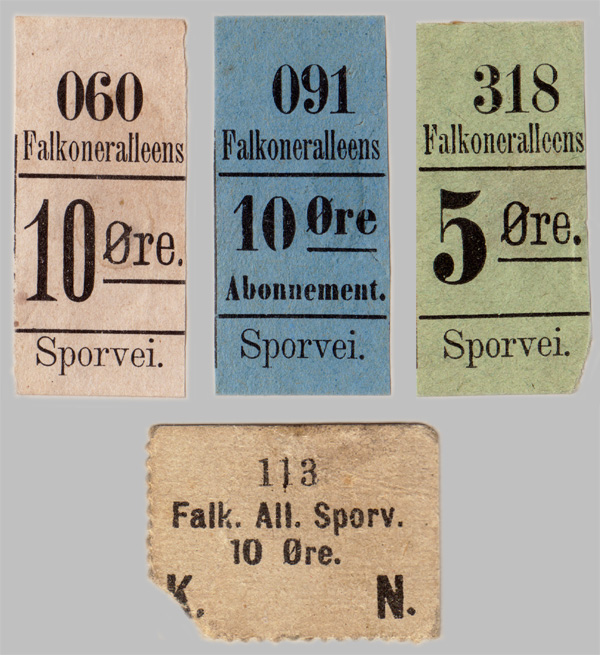 060
Falkoneralleens
10 Øre.
Sporvei.
091
Falkoneralleens
10 Øre
Abonnement.
Sporvei.
318
Falkoneralleens
5 Øre.
Sporvei.
113
Falk. All. Sporv.
10 Øre.
K. N.